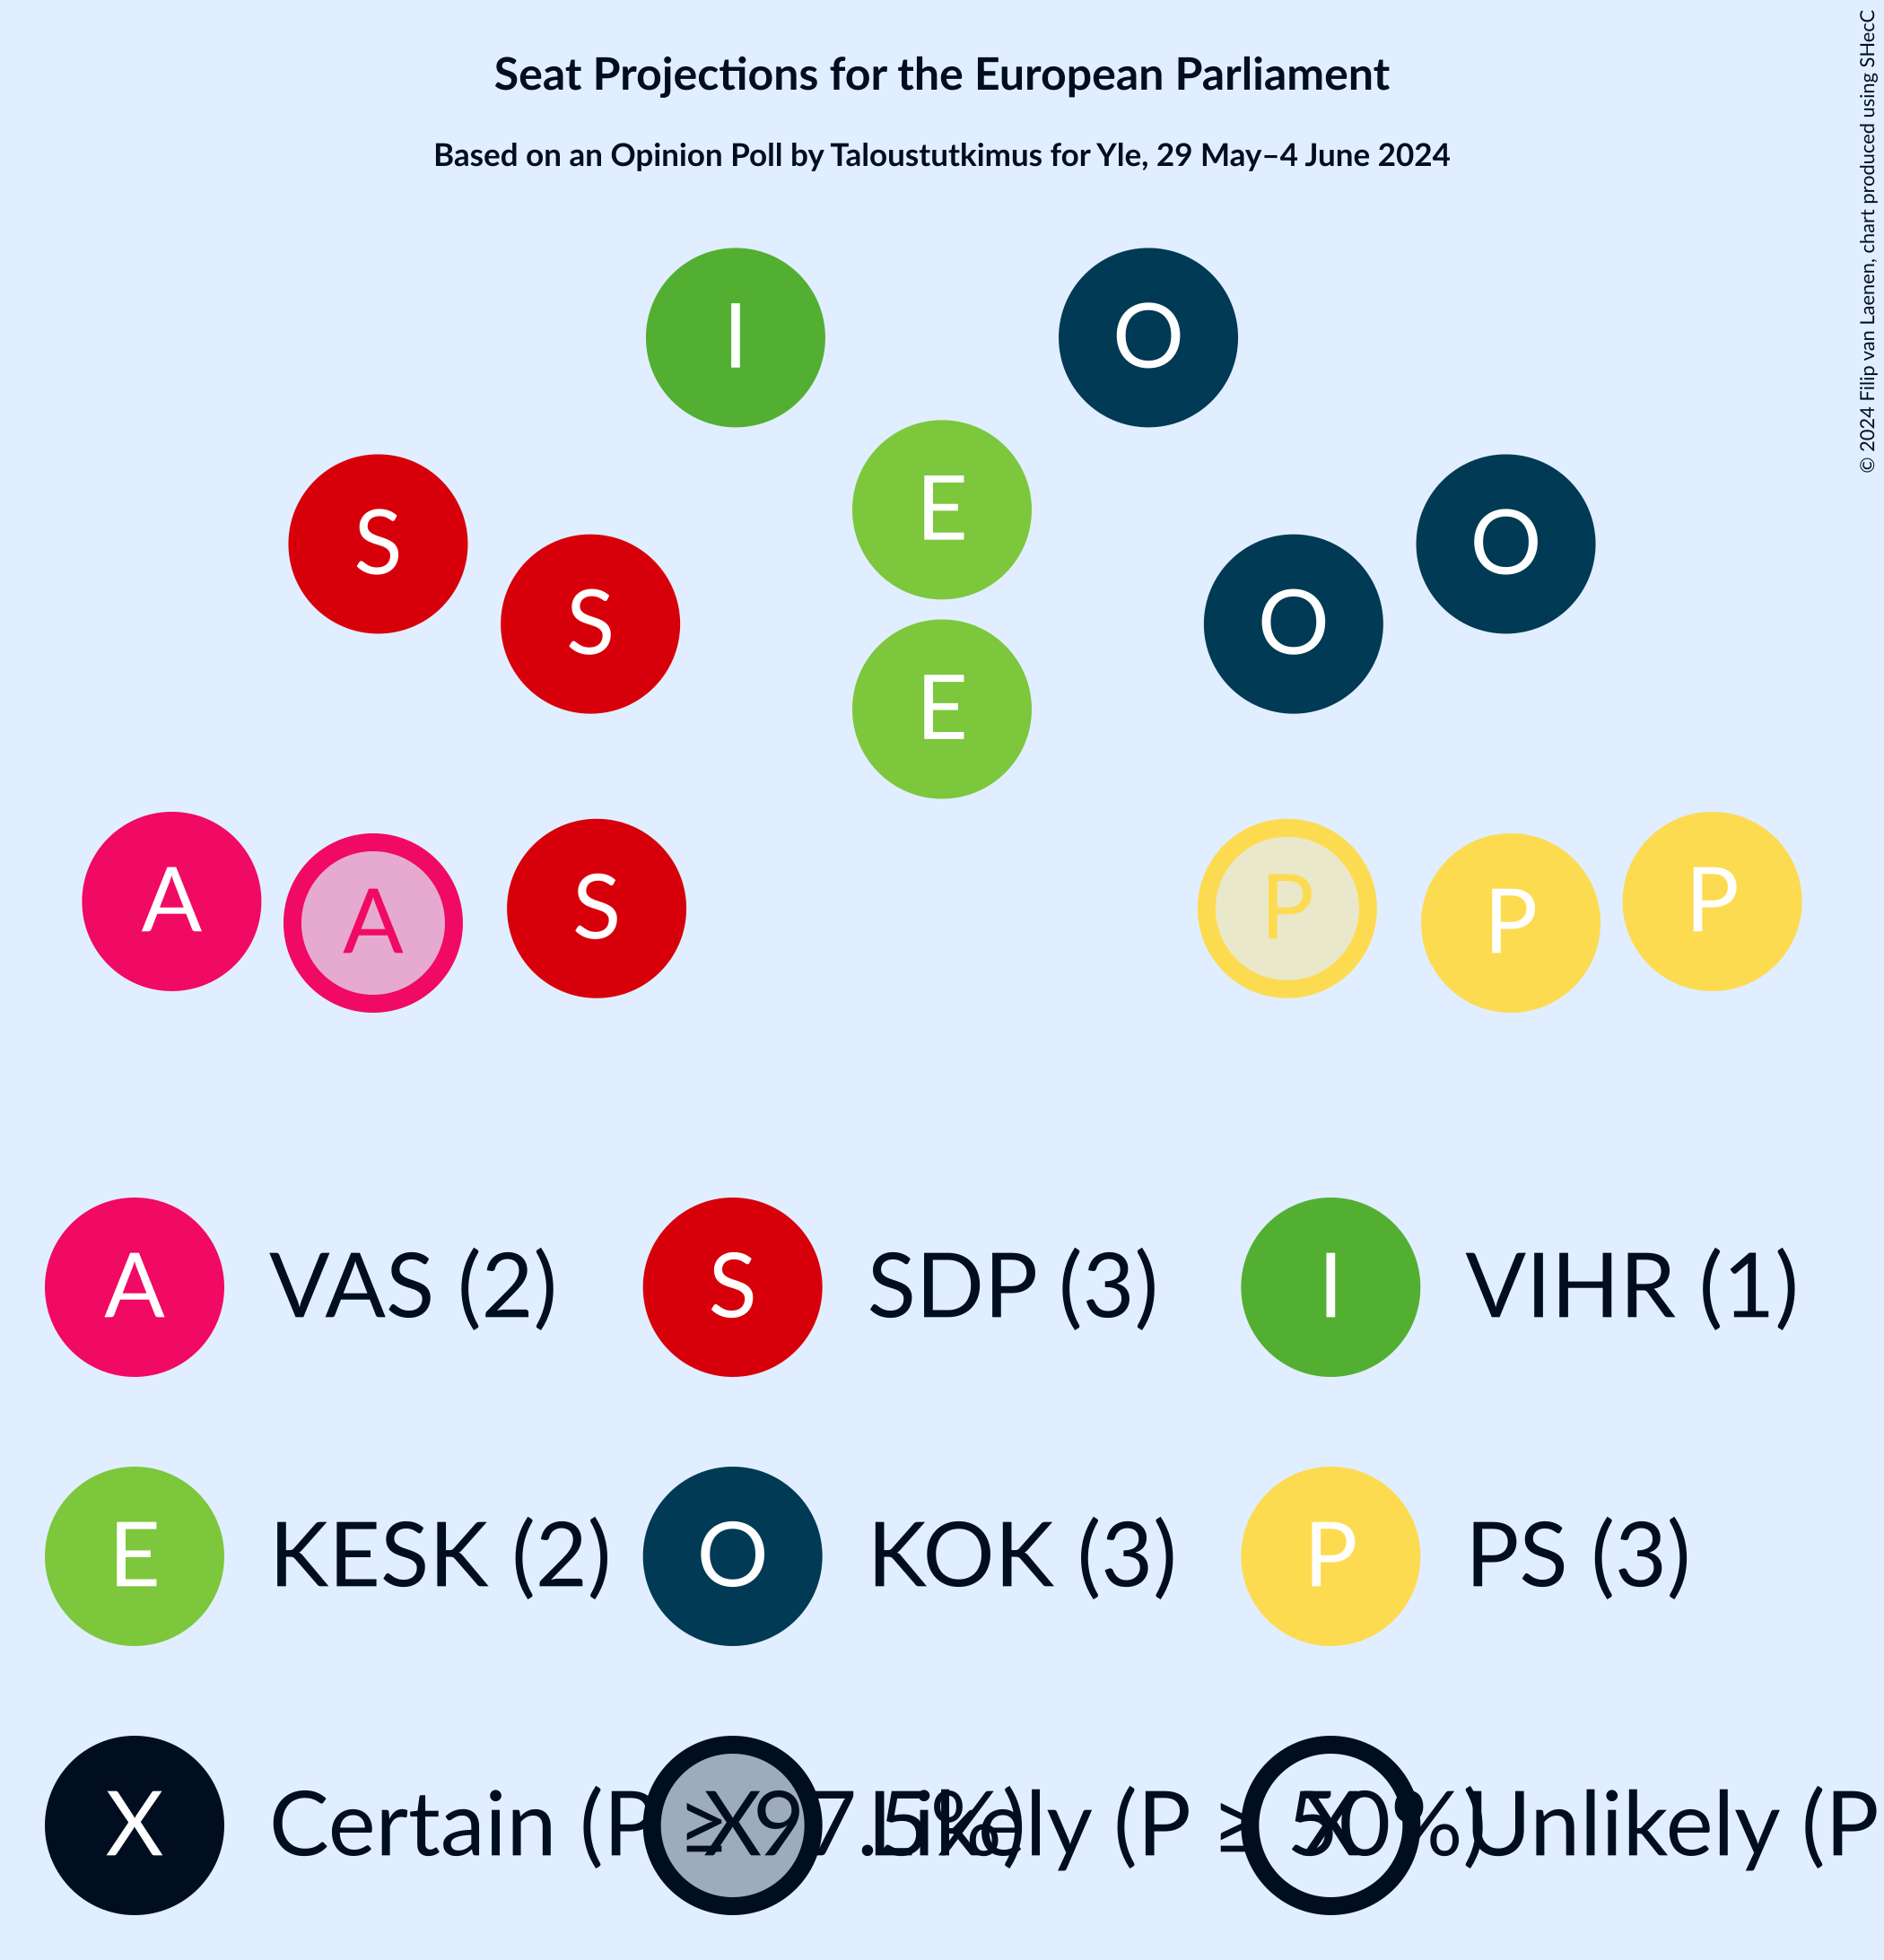 Seat Projections for the European Parliament
Based on an Opinion Poll by Taloustutkimus for Yle, 29 May–4 June 2024
© 2024 Filip van Laenen, chart produced using SHecC
I O
E
S O
S O
E
A P
A S P P
A VAS (2) S SDP (3) I VIHR (1)
E KESK (2) O KOK (3) P PS (3)
X Certain (P ≥ 97.5%) X Likely (P ≥ 50%) X Unlikely (P